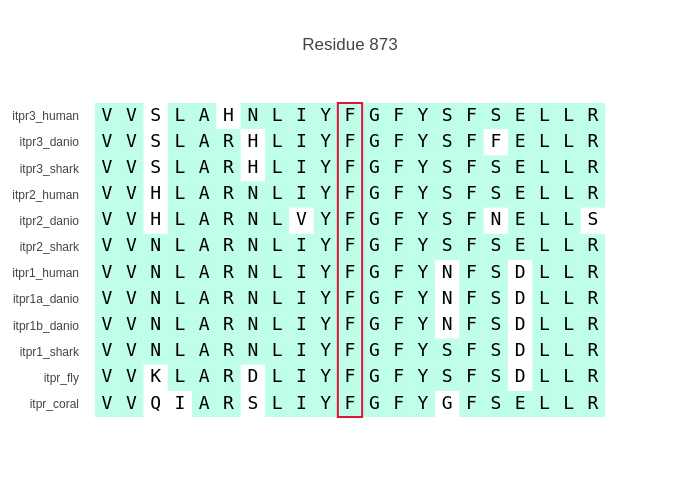 Residue 873
itpr3_human V V S L A H N L I Y F G F Y S F S E L L R
itpr3_danio V V S L A R H L I Y F G F Y S F F E L L R
itpr3_shark V V S L A R H L I Y F G F Y S F S E L L R
itpr2_human V V H L A R N L I Y F G F Y S F S E L L R
itpr2_danio V V H L A R N L V Y F G F Y S F N E L L S
itpr2_shark V V N L A R N L I Y F G F Y S F S E L L R
itpr1_human V V N L A R N L I Y F G F Y N F S D L L R
itpr1a_danio V V N L A R N L I Y F G F Y N F S D L L R
itpr1b_danio V V N L A R N L I Y F G F Y N F S D L L R
itpr1_shark V V N L A R N L I Y F G F Y S F S D L L R
itpr_fly V V K L A R D L I Y F G F Y S F S D L L R
itpr_coral V V Q I A R S L I Y F G F Y G F S E L L R